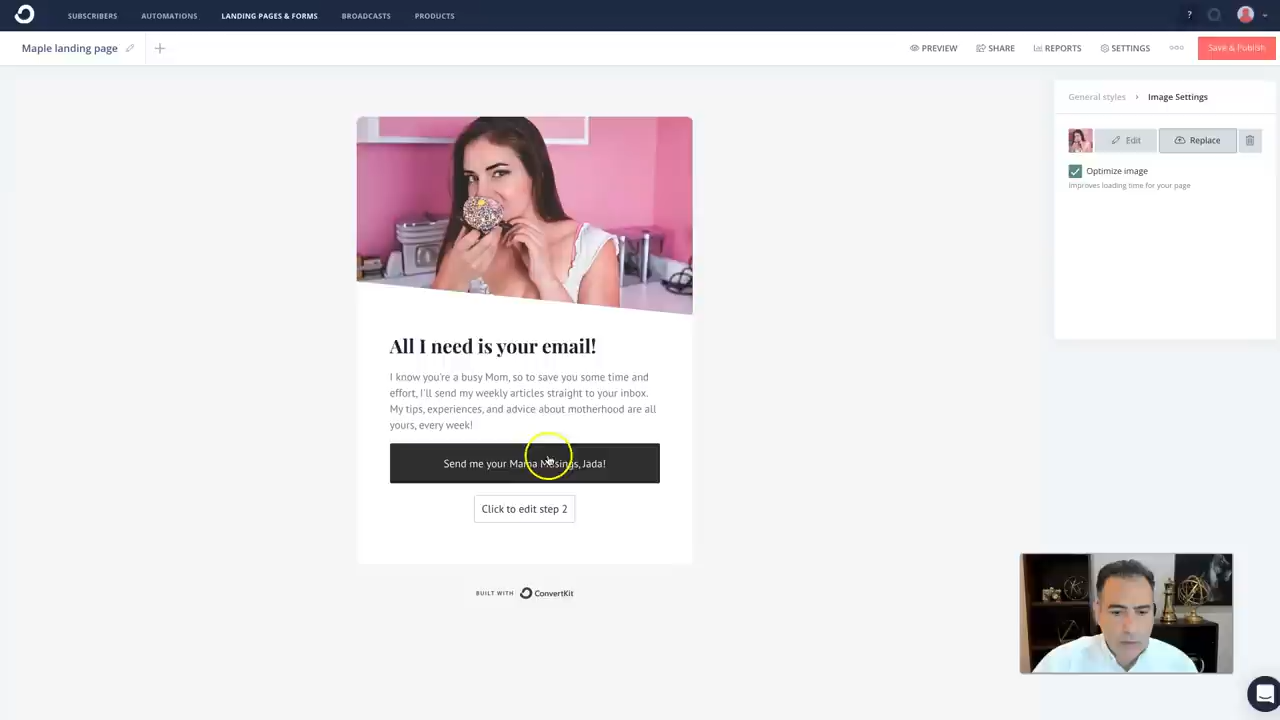 SUBSCRIBERS AUTOMATIONS LANDING PAGES & FORMS BROADCASTS PRODUCTS ?
Maple landing page + PREVIEW SHARE REPORTS SETTINGS Save & Publish
General styles › Image Settings
Edit Replace
Optimize image
Improves loading time for your page
All I need is your email!
I know you're a busy Mom, so to save you some time and
effort, I'll send my weekly articles straight to your inbox.
My tips, experiences, and advice about motherhood are all
yours, every week!
Send me your Mama Musings, Jada!
Click to edit step 2
BUILT WITH ConvertKit